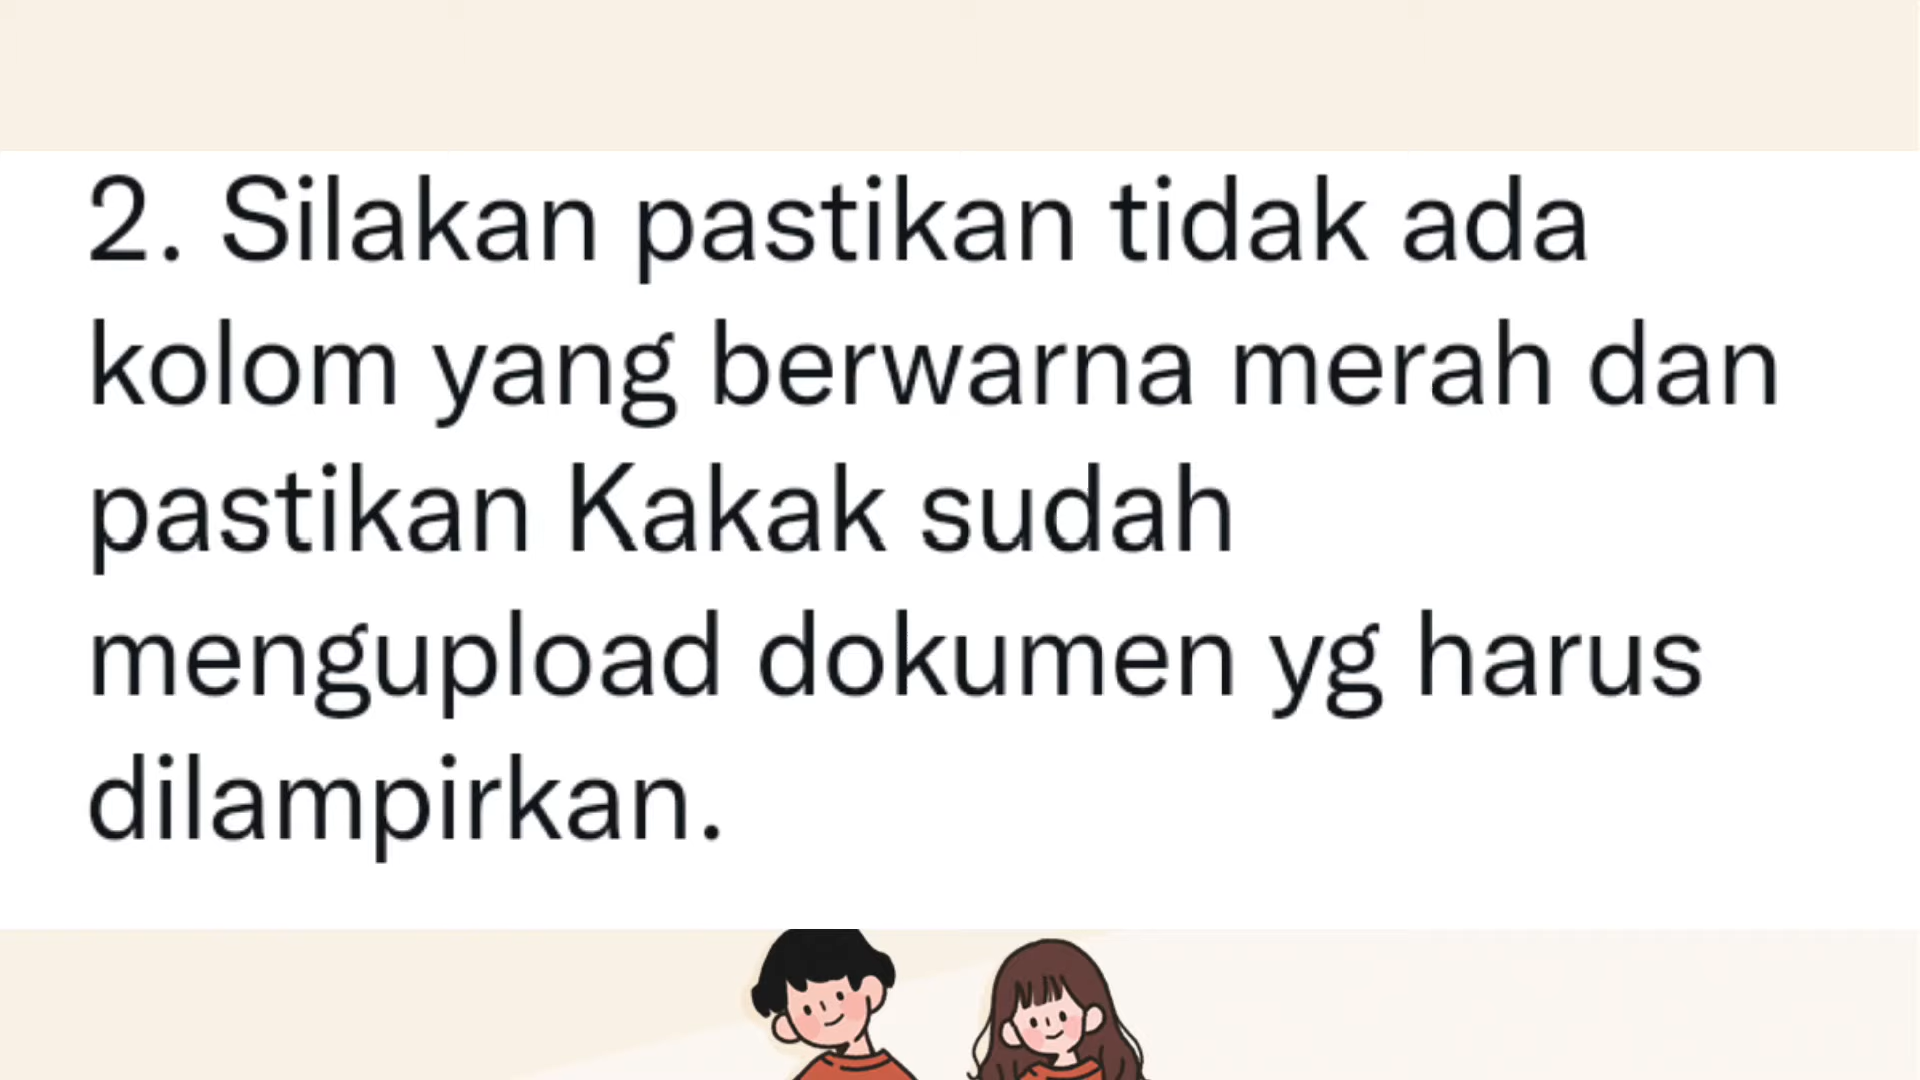 2. Silakan pastikan tidak ada
kolom yang berwarna merah dan
pastikan Kakak sudah
mengupload dokumen yg harus
dilampirkan.